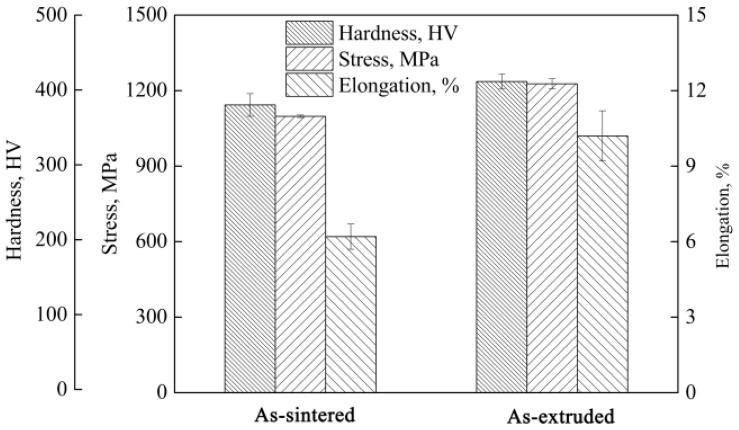 500
400
300
200
100
0
Hardness, HV
1500
1200
900
600
300
0
Stress, MPa
Hardness, HV
Stress, MPa
Elongation, %
15
12
9
6
3
0
Elongation, %
As-sintered
As-extruded